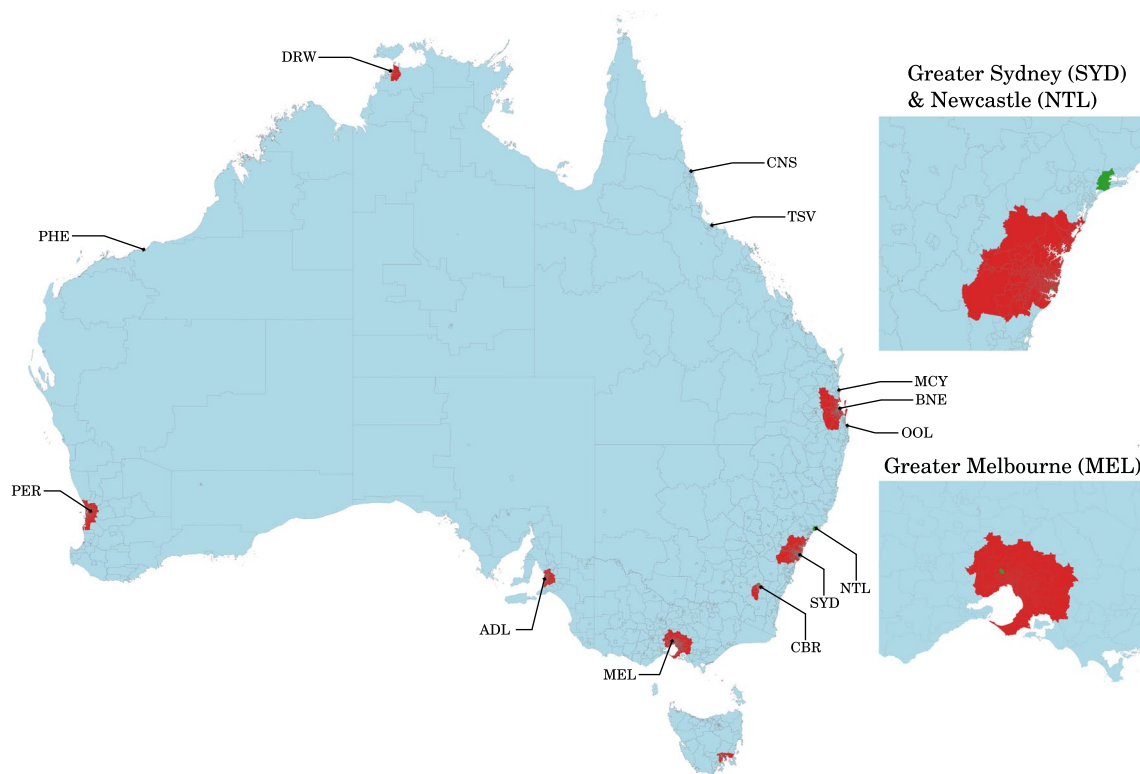 DRW
Greater Sydney (SYD)
& Newcastle (NTL)
CNS
TSV
PHE
MCY
BNE
OOL
Greater Melbourne (MEL)
PER
NTL
SYD
ADL
CBR
MEL